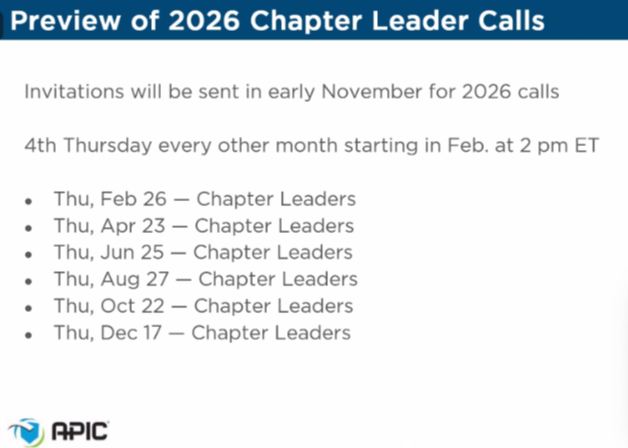 Preview of 2026 Chapter Leader Calls
Invitations will be sent in early November for 2026 calls
4th Thursday every other month starting in Feb. at 2 pm ET
• Thu, Feb 26 — Chapter Leaders
• Thu, Apr 23 — Chapter Leaders
• Thu, Jun 25 — Chapter Leaders
• Thu, Aug 27 — Chapter Leaders
• Thu, Oct 22 — Chapter Leaders
• Thu, Dec 17 — Chapter Leaders
APIC